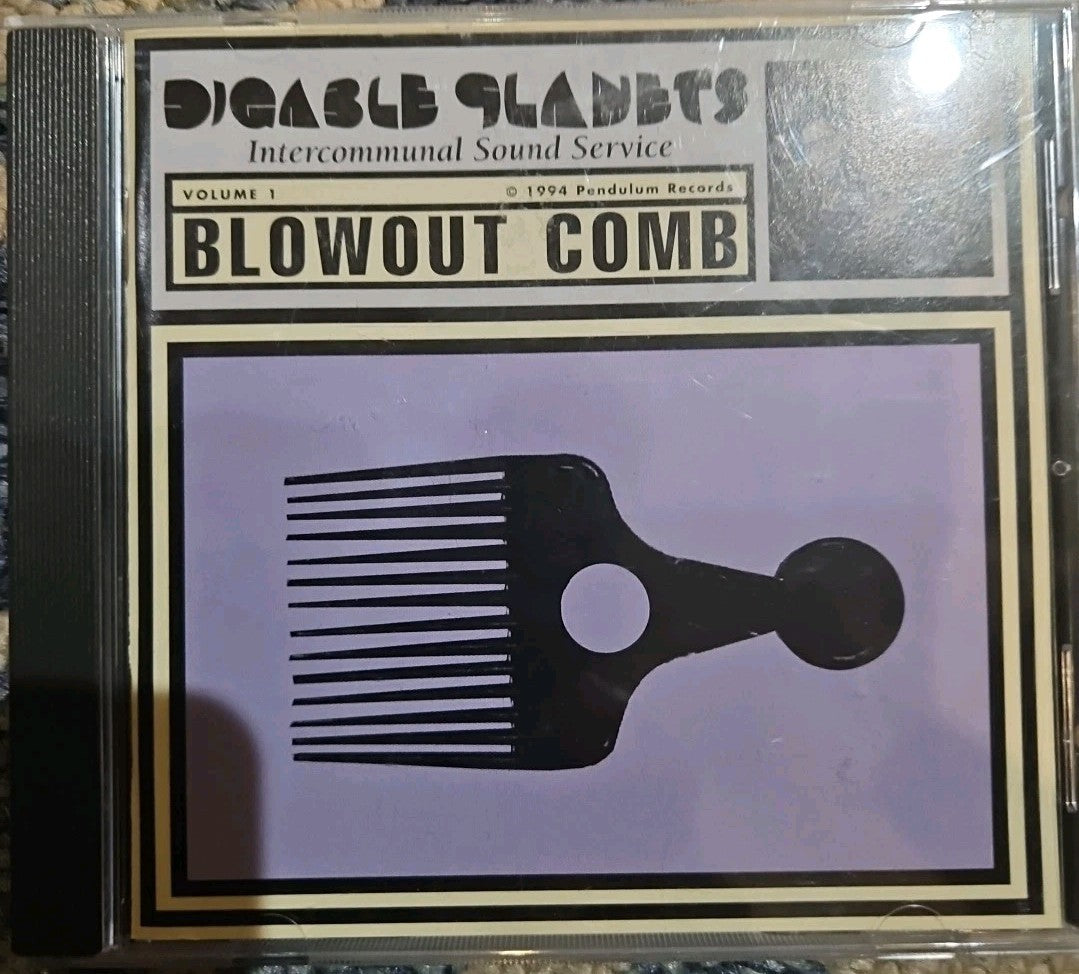 DIGABLE PLANETS
Intercommunal Sound Service
VOLUME 1
© 1994 Pendulum Records
BLOWOUT COMB